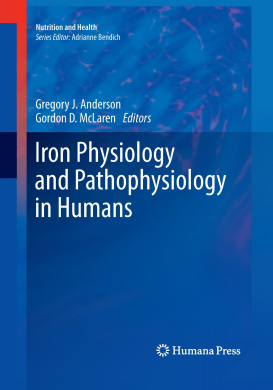 Nutrition and Health
Series Editor: Adrianne Bendich
Gregory J. Anderson
Gordon D. McLaren Editors
Iron Physiology
and Pathophysiology
in Humans
Humana Press